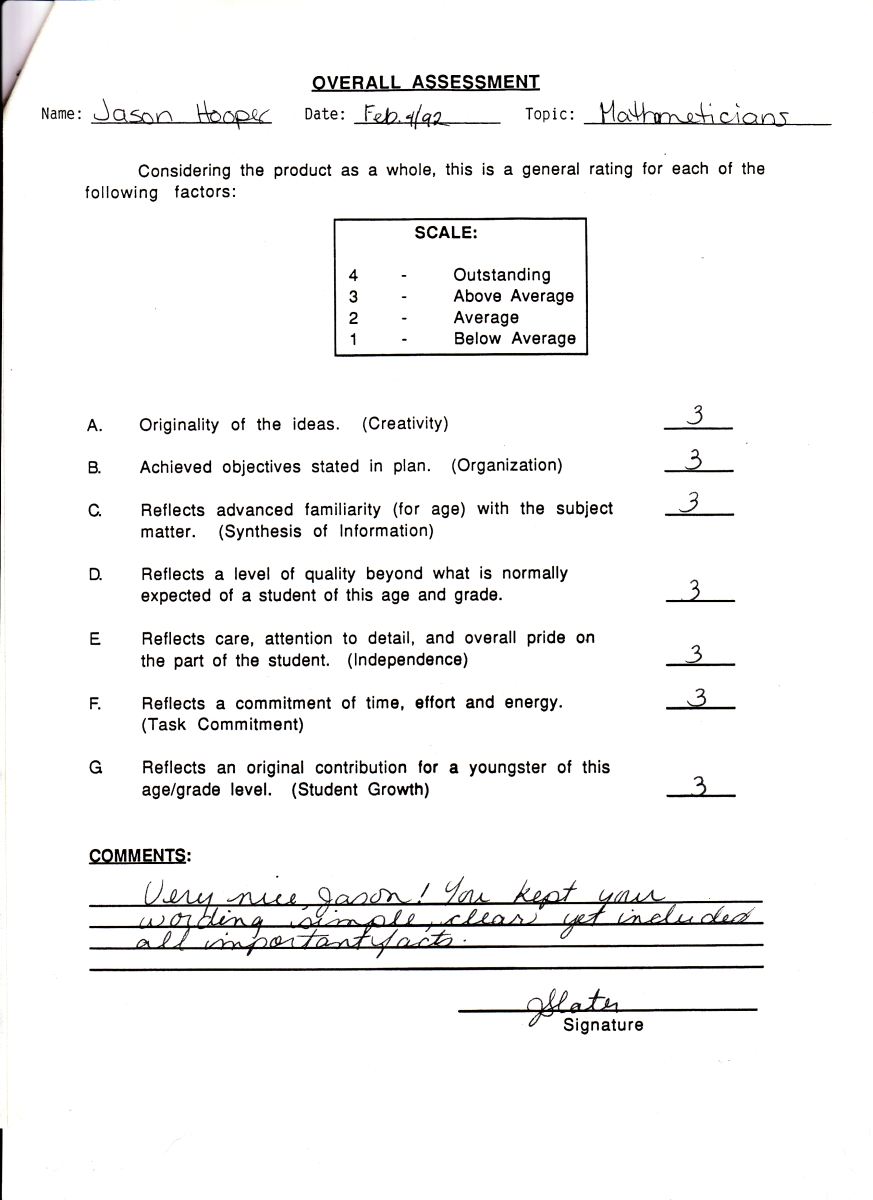 OVERALL ASSESSMENT
Name: Jason Hooper Date: Feb. 4/92 Topic: Mathmeticians
Considering the product as a whole, this is a general rating for each of the
following factors:
SCALE:
4 - Outstanding
3 - Above Average
2 - Average
1 - Below Average
A. Originality of the ideas. (Creativity) 3
B. Achieved objectives stated in plan. (Organization) 3
C. Reflects advanced familiarity (for age) with the subject 3
matter. (Synthesis of Information)
D. Reflects a level of quality beyond what is normally
expected of a student of this age and grade. 3
E Reflects care, attention to detail, and overall pride on
the part of the student. (Independence) 3
F. Reflects a commitment of time, effort and energy. 3
(Task Commitment)
G Reflects an original contribution for a youngster of this
age/grade level. (Student Growth) 3
COMMENTS:
Very nice, Jason! You kept your
wording simple, clear yet included
all important facts.
JSlater
Signature